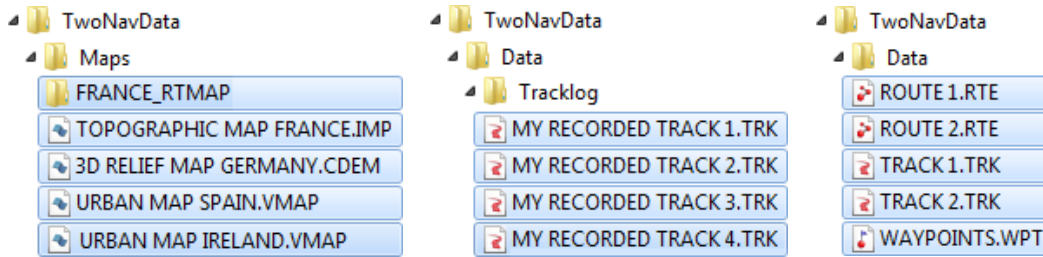 TwoNavData
Maps
FRANCE_RTMAP
TOPOGRAPHIC MAP FRANCE.IMP
3D RELIEF MAP GERMANY.CDEM
URBAN MAP SPAIN.VMAP
URBAN MAP IRELAND.VMAP
TwoNavData
Data
Tracklog
MY RECORDED TRACK 1.TRK
MY RECORDED TRACK 2.TRK
MY RECORDED TRACK 3.TRK
MY RECORDED TRACK 4.TRK
TwoNavData
Data
ROUTE 1.RTE
ROUTE 2.RTE
TRACK 1.TRK
TRACK 2.TRK
WAYPOINTS.WPT